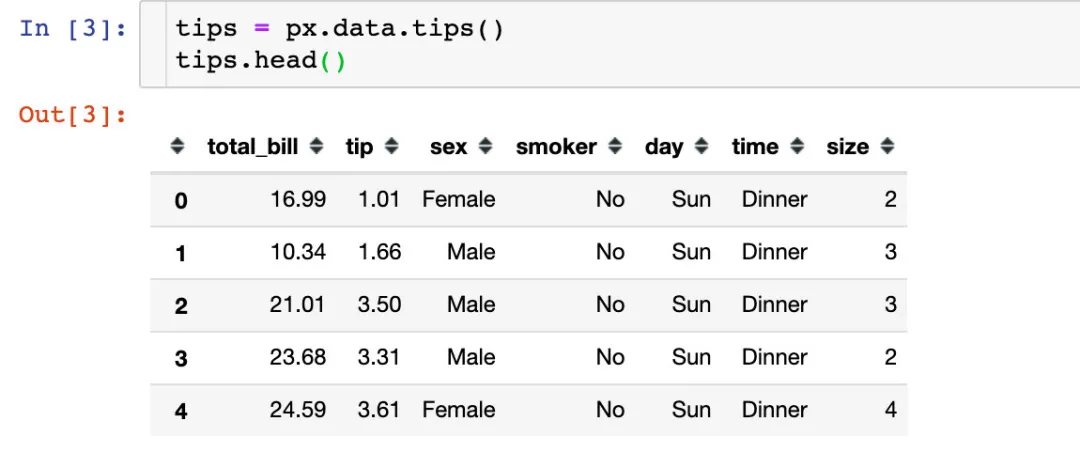 In [3]: tips = px.data.tips()
tips.head()
Out[3]:
total_bill tip sex smoker day time size
0 16.99 1.01 Female No Sun Dinner 2
1 10.34 1.66 Male No Sun Dinner 3
2 21.01 3.50 Male No Sun Dinner 3
3 23.68 3.31 Male No Sun Dinner 2
4 24.59 3.61 Female No Sun Dinner 4